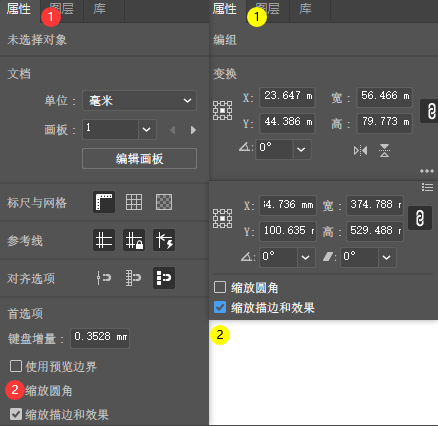 属性 图层 库
1
未选择对象
文档
单位： 毫米
画板： 1
编辑画板
标尺与网格
参考线
对齐选项
首选项
键盘增量： 0.3528 mm
使用预览边界
2 缩放圆角
缩放描边和效果
属性 图层 库
1
编组
变换
X: 23.647 m 宽: 56.466 m
Y: 44.386 m 高: 79.773 m
0°
X: 4.736 mm 宽: 374.788 r
Y: 100.635 r 高: 529.488 r
0° 0°
缩放圆角
缩放描边和效果
2